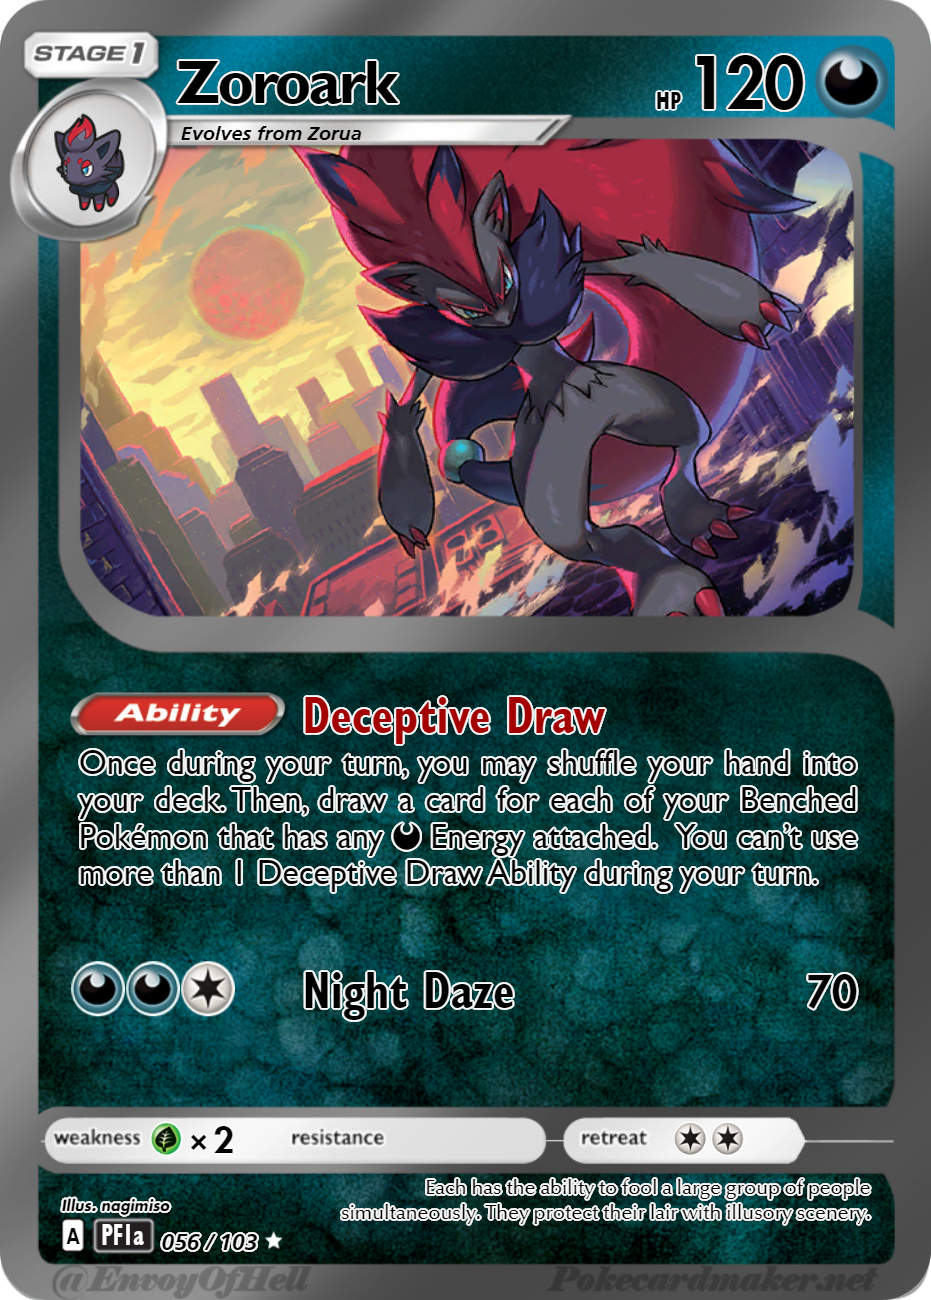 STAGE 1
Zoroark
HP 120
Evolves from Zorua
Ability Deceptive Draw
Once during your turn, you may shuffle your hand into
your deck. Then, draw a card for each of your Benched
Pokémon that has any Energy attached. You can't use
more than 1 Deceptive Draw Ability during your turn.
Night Daze 70
weakness × 2 resistance retreat
Each has the ability to fool a large group of people
simultaneously. They protect their lair with illusory scenery.
Illus. nagimiso
A PF1a 056 / 103
@EnvoyOfHell Pokecardmaker.net